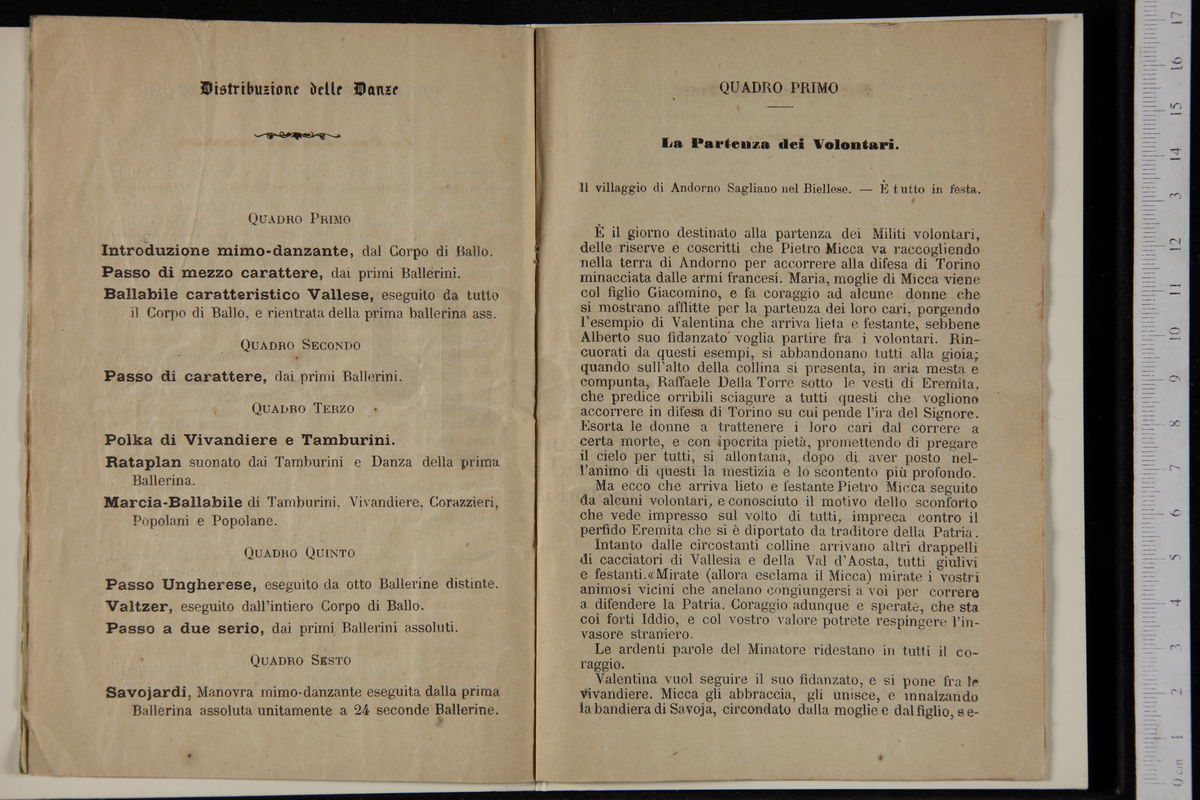 Distribuzione delle Danze
QUADRO PRIMO
Introduzione mimo-danzante, dal Corpo di Ballo.
Passo di mezzo carattere, dai primi Ballerini.
Ballabile caratteristico Vallese, eseguito da tutto
il Corpo di Ballo, e rientrata della prima ballerina ass.
QUADRO SECONDO
Passo di carattere, dai primi Ballerini.
QUADRO TERZO
Polka di Vivandiere e Tamburini.
Rataplan suonato dai Tamburini e Danza della prima
Ballerina.
Marcia-Ballabile di Tamburini, Vivandiere, Corazzieri,
Popolani e Popolane.
QUADRO QUINTO
Passo Ungherese, eseguito da otto Ballerine distinte.
Valtzer, eseguito dall'intiero Corpo di Ballo.
Passo a due serio, dai primi Ballerini assoluti.
QUADRO SESTO
Savojardi, Manovra mimo-danzante eseguita dalla prima
Ballerina assoluta unitamente a 24 seconde Ballerine.
QUADRO PRIMO
La Partenza dei Volontari.
Il villaggio di Andorno Sagliano nel Biellese. — È tutto in festa.
È il giorno destinato alla partenza dei Militi volontari,
delle riserve e coscritti che Pietro Micca va raccogliendo
nella terra di Andorno per accorrere alla difesa di Torino
minacciata dalle armi francesi. Maria, moglie di Micca viene
col figlio Giacomino, e fa coraggio ad alcune donne che
si mostrano afflitte per la partenza dei loro cari, porgendo
l'esempio di Valentina che arriva lieta e festante, sebbene
Alberto suo fidanzato voglia partire fra i volontari. Rin-
cuorati da questi esempi, si abbandonano tutti alla gioia;
quando sull'alto della collina si presenta, in aria mesta e
compunta, Raffaele Della Torre sotto le vesti di Eremita,
che predice orribili sciagure a tutti questi che vogliono
accorrere in difesa di Torino su cui pende l'ira del Signore.
Esorta le donne a trattenere i loro cari dal correre a
certa morte, e con ipocrita pietà, promettendo di pregare
il cielo per tutti, si allontana, dopo di aver posto nel-
l'animo di questi la mestizia e lo scontento più profondo.
Ma ecco che arriva lieto e festante Pietro Micca seguito
da alcuni volontari, e conosciuto il motivo dello sconforto
che vede impresso sul volto di tutti, impreca contro il
perfido Eremita che si è diportato da traditore della Patria.
Intanto dalle circostanti colline arrivano altri drappelli
di cacciatori di Vallesia e della Val d'Aosta, tutti giulivi
e festanti. «Mirate (allora esclama il Micca) mirate i vostri
animosi vicini che anelano congiungersi a voi per correre
a difendere la Patria. Coraggio adunque e sperate, che sta
coi forti Iddio, e col vostro valore potrete respingere l'in-
vasore straniero.
Le ardenti parole del Minatore ridestano in tutti il co-
raggio.
Valentina vuol seguire il suo fidanzato, e si pone fra le
vivandiere. Micca gli abbraccia, gli unisce, e innalzando
la bandiera di Savoja, circondato dalla moglie e dal figlio, se-
0 cm 1 2 3 4 5 6 7 8 9 10 11 12 13 14 15 16 17